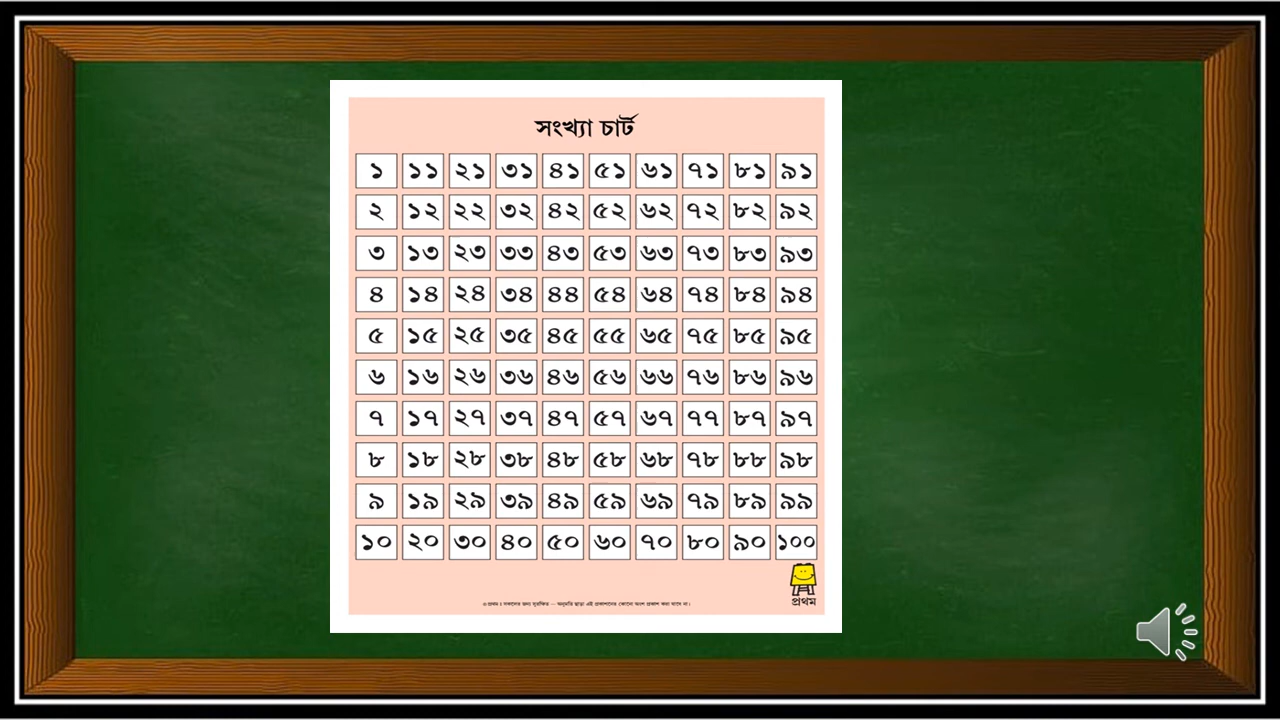 সংখ্যা চার্ট
১ ১১ ২১ ৩১ ৪১ ৫১ ৬১ ৭১ ৮১ ৯১
২ ১২ ২২ ৩২ ৪২ ৫২ ৬২ ৭২ ৮২ ৯২
৩ ১৩ ২৩ ৩৩ ৪৩ ৫৩ ৬৩ ৭৩ ৮৩ ৯৩
৪ ১৪ ২৪ ৩৪ ৪৪ ৫৪ ৬৪ ৭৪ ৮৪ ৯৪
৫ ১৫ ২৫ ৩৫ ৪৫ ৫৫ ৬৫ ৭৫ ৮৫ ৯৫
৬ ১৬ ২৬ ৩৬ ৪৬ ৫৬ ৬৬ ৭৬ ৮৬ ৯৬
৭ ১৭ ২৭ ৩৭ ৪৭ ৫৭ ৬৭ ৭৭ ৮৭ ৯৭
৮ ১৮ ২৮ ৩৮ ৪৮ ৫৮ ৬৮ ৭৮ ৮৮ ৯৮
৯ ১৯ ২৯ ৩৯ ৪৯ ৫৯ ৬৯ ৭৯ ৮৯ ৯৯
১০ ২০ ৩০ ৪০ ৫০ ৬০ ৭০ ৮০ ৯০ ১০০
প্রথম